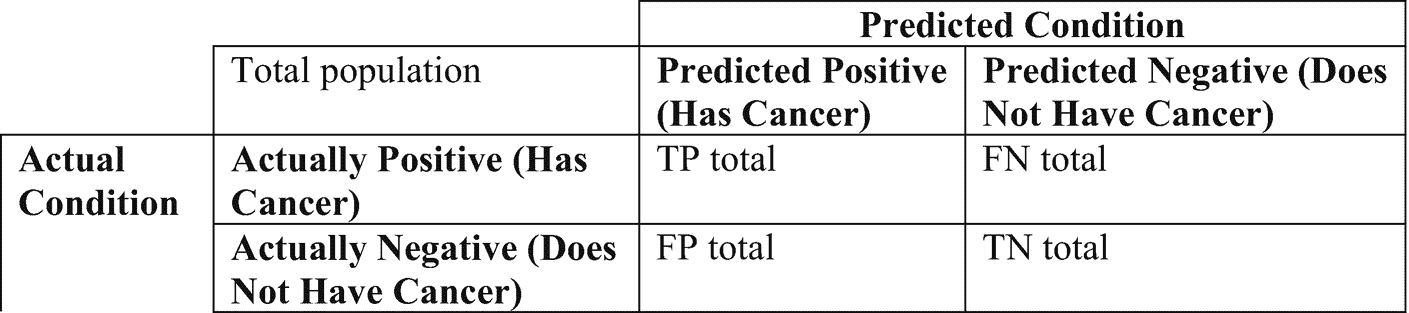 Predicted Condition
Total population
Predicted Positive
(Has Cancer)
Predicted Negative (Does
Not Have Cancer)
Actual
Condition
Actually Positive (Has
Cancer)
TP total
FN total
Actually Negative (Does
Not Have Cancer)
FP total
TN total